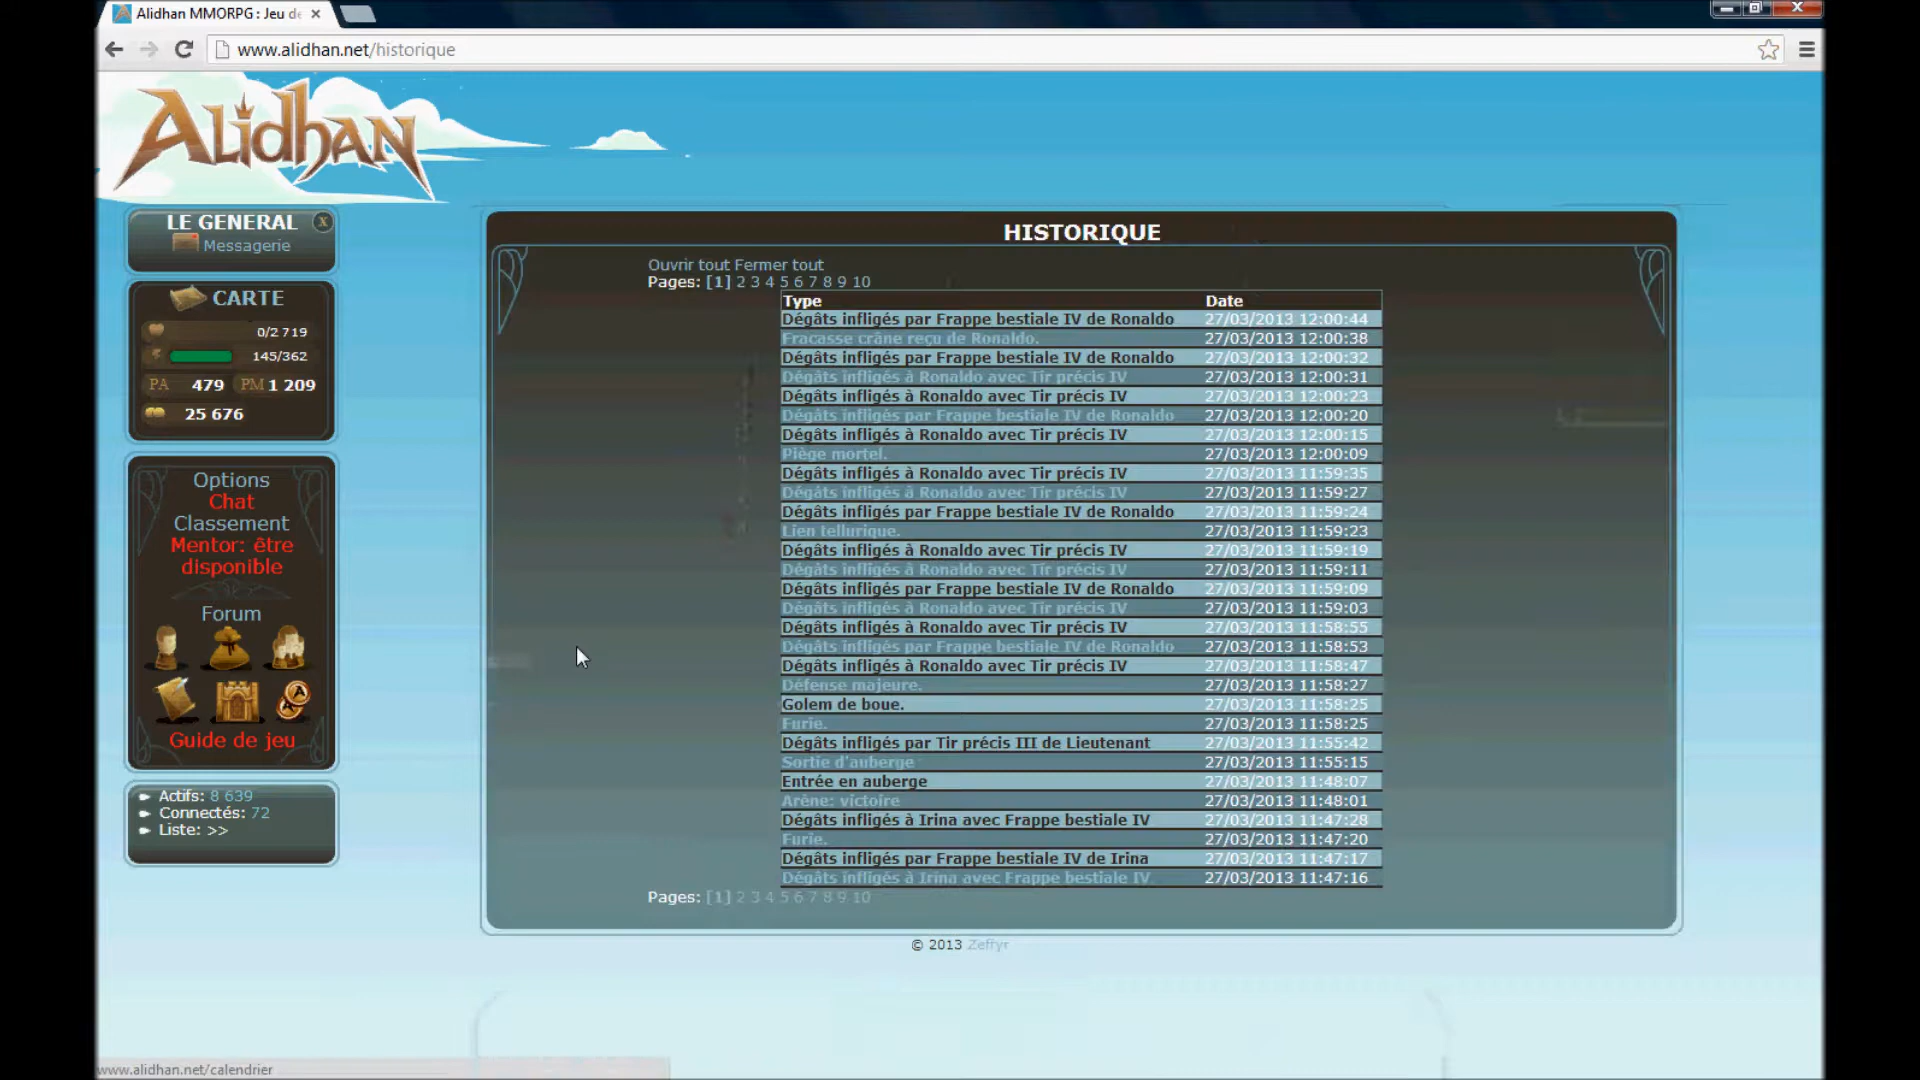 Alidhan MMORPG : Jeu de
www.alidhan.net/historique
Alidhan
LE GENERAL X
Messagerie
CARTE
0/2 719
145/362
PA 479 PM 1 209
25 676
Options
Chat
Classement
Mentor: être
disponible
Forum
Guide de jeu
Actifs: 8 639
Connectés: 72
Liste: >>
HISTORIQUE
Ouvrir tout Fermer tout
Pages: [1] 2 3 4 5 6 7 8 9 10
Type Date
Dégâts infligés par Frappe bestiale IV de Ronaldo 27/03/2013 12:00:44
Fracasse crâne reçu de Ronaldo. 27/03/2013 12:00:38
Dégâts infligés par Frappe bestiale IV de Ronaldo 27/03/2013 12:00:32
Dégâts infligés à Ronaldo avec Tir précis IV 27/03/2013 12:00:31
Dégâts infligés à Ronaldo avec Tir précis IV 27/03/2013 12:00:23
Dégâts infligés par Frappe bestiale IV de Ronaldo 27/03/2013 12:00:20
Dégâts infligés à Ronaldo avec Tir précis IV 27/03/2013 12:00:15
Piège mortel. 27/03/2013 12:00:09
Dégâts infligés à Ronaldo avec Tir précis IV 27/03/2013 11:59:35
Dégâts infligés à Ronaldo avec Tir précis IV 27/03/2013 11:59:27
Dégâts infligés par Frappe bestiale IV de Ronaldo 27/03/2013 11:59:24
Lien tellurique. 27/03/2013 11:59:23
Dégâts infligés à Ronaldo avec Tir précis IV 27/03/2013 11:59:19
Dégâts infligés à Ronaldo avec Tir précis IV 27/03/2013 11:59:11
Dégâts infligés par Frappe bestiale IV de Ronaldo 27/03/2013 11:59:09
Dégâts infligés à Ronaldo avec Tir précis IV 27/03/2013 11:59:03
Dégâts infligés à Ronaldo avec Tir précis IV 27/03/2013 11:58:55
Dégâts infligés par Frappe bestiale IV de Ronaldo 27/03/2013 11:58:53
Dégâts infligés à Ronaldo avec Tir précis IV 27/03/2013 11:58:47
Défense majeure. 27/03/2013 11:58:27
Golem de boue. 27/03/2013 11:58:25
Furie. 27/03/2013 11:58:25
Dégâts infligés par Tir précis III de Lieutenant 27/03/2013 11:55:42
Sortie d'auberge 27/03/2013 11:55:15
Entrée en auberge 27/03/2013 11:48:07
Arène: victoire 27/03/2013 11:48:01
Dégâts infligés à Irina avec Frappe bestiale IV 27/03/2013 11:47:28
Furie. 27/03/2013 11:47:20
Dégâts infligés par Frappe bestiale IV de Irina 27/03/2013 11:47:17
Dégâts infligés à Irina avec Frappe bestiale IV 27/03/2013 11:47:16
Pages: [1] 2 3 4 5 6 7 8 9 10
© 2013 Zeffyr
www.alidhan.net/calendrier